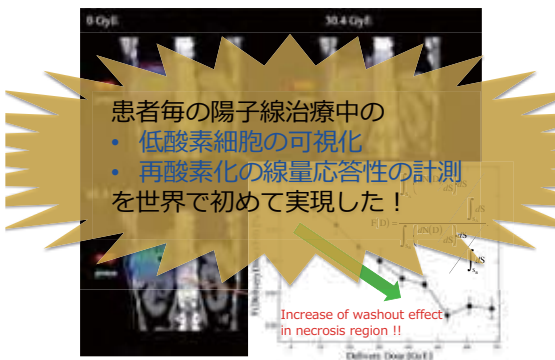 0 GyE
30.4 GyE
患者毎の陽子線治療中の
• 低酸素細胞の可視化
• 再酸素化の線量応答性の計測
を世界で初めて実現した！
Increase of washout effect
in necrosis region !!
Delivery Dose [GyE]